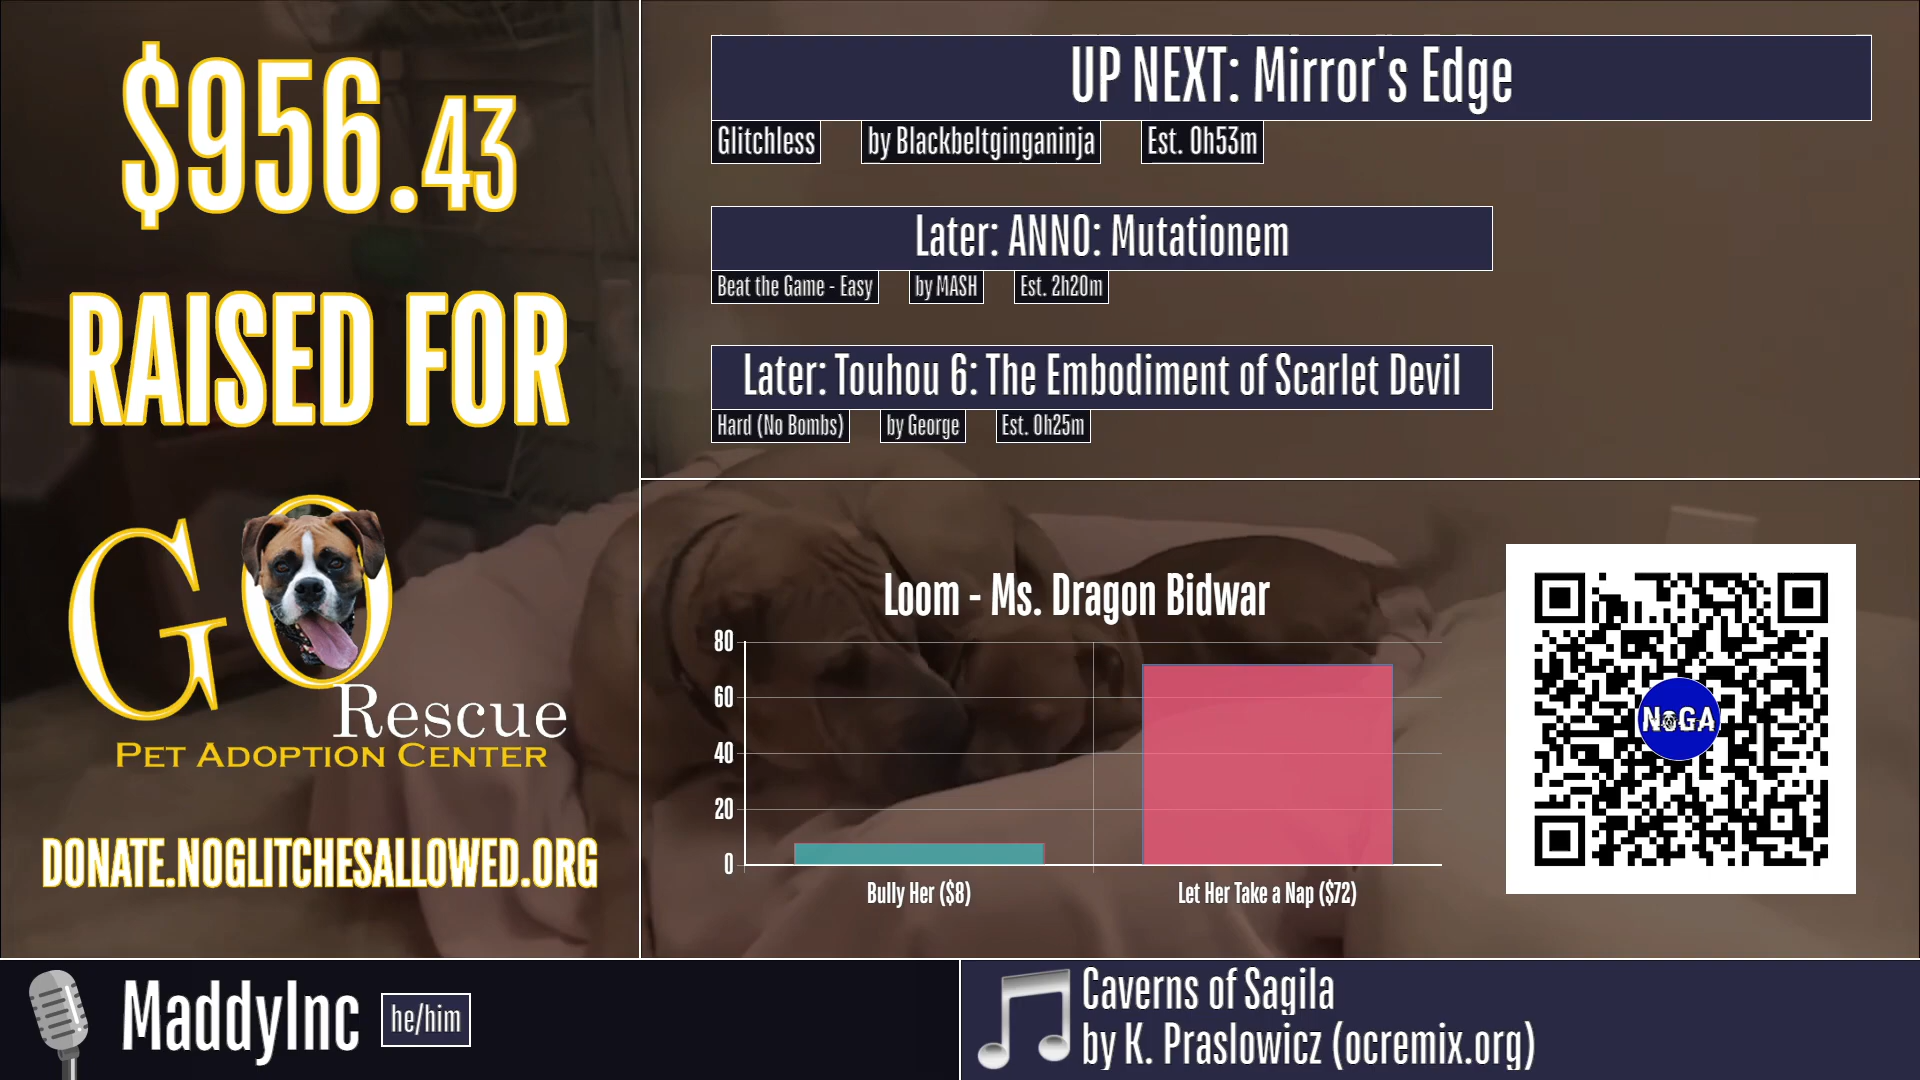 $956.43
RAISED FOR
GO
Rescue
PET ADOPTION CENTER
DONATE.NOGLITCHESALLOWED.ORG
UP NEXT: Mirror's Edge
Glitchless by Blackbeltginganinja Est. 0h53m
Later: ANNO: Mutationem
Beat the Game - Easy by MASH Est. 2h20m
Later: Touhou 6: The Embodiment of Scarlet Devil
Hard (No Bombs) by George Est. 0h25m
Loom - Ms. Dragon Bidwar
80
60
40
20
0
Bully Her ($8) Let Her Take a Nap ($72)
NoGA
MaddyInc he/him
Caverns of Sagila
by K. Praslowicz (ocremix.org)